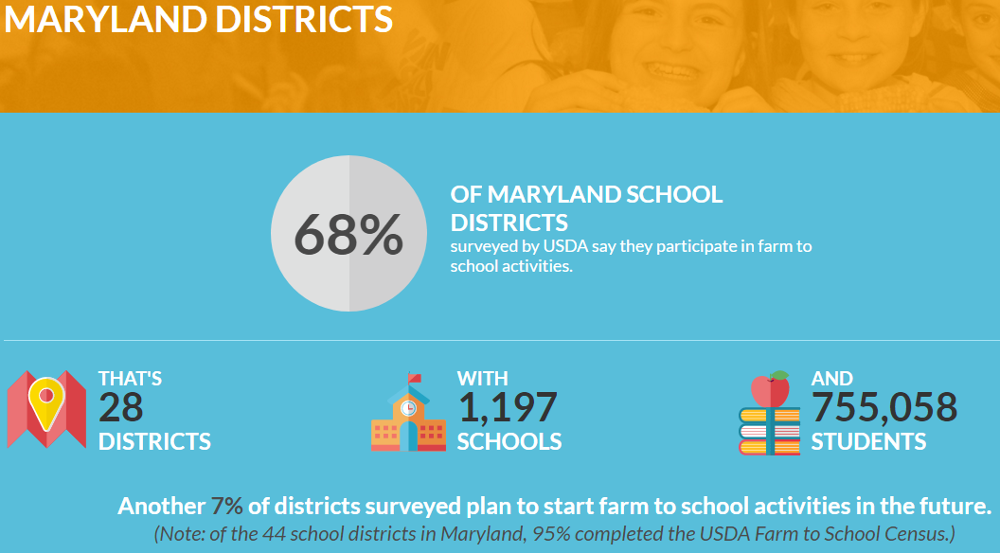 MARYLAND DISTRICTS
68%
OF MARYLAND SCHOOL
DISTRICTS
surveyed by USDA say they participate in farm to
school activities.
THAT'S
28
DISTRICTS
WITH
1,197
SCHOOLS
AND
755,058
STUDENTS
Another 7% of districts surveyed plan to start farm to school activities in the future.
(Note: of the 44 school districts in Maryland, 95% completed the USDA Farm to School Census.)